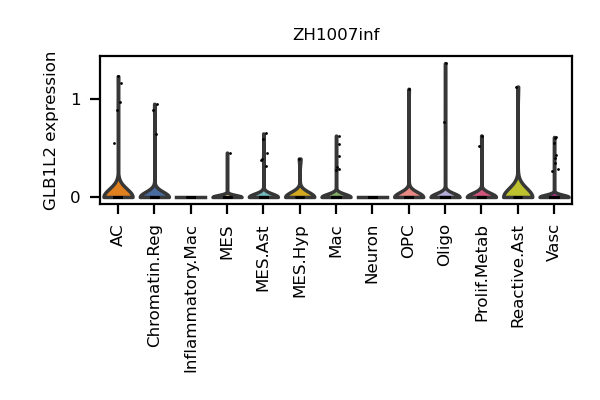 ZH1007inf
GLB1L2 expression
1
0
AC
Chromatin.Reg
Inflammatory.Mac
MES
MES.Ast
MES.Hyp
Mac
Neuron
OPC
Oligo
Prolif.Metab
Reactive.Ast
Vasc